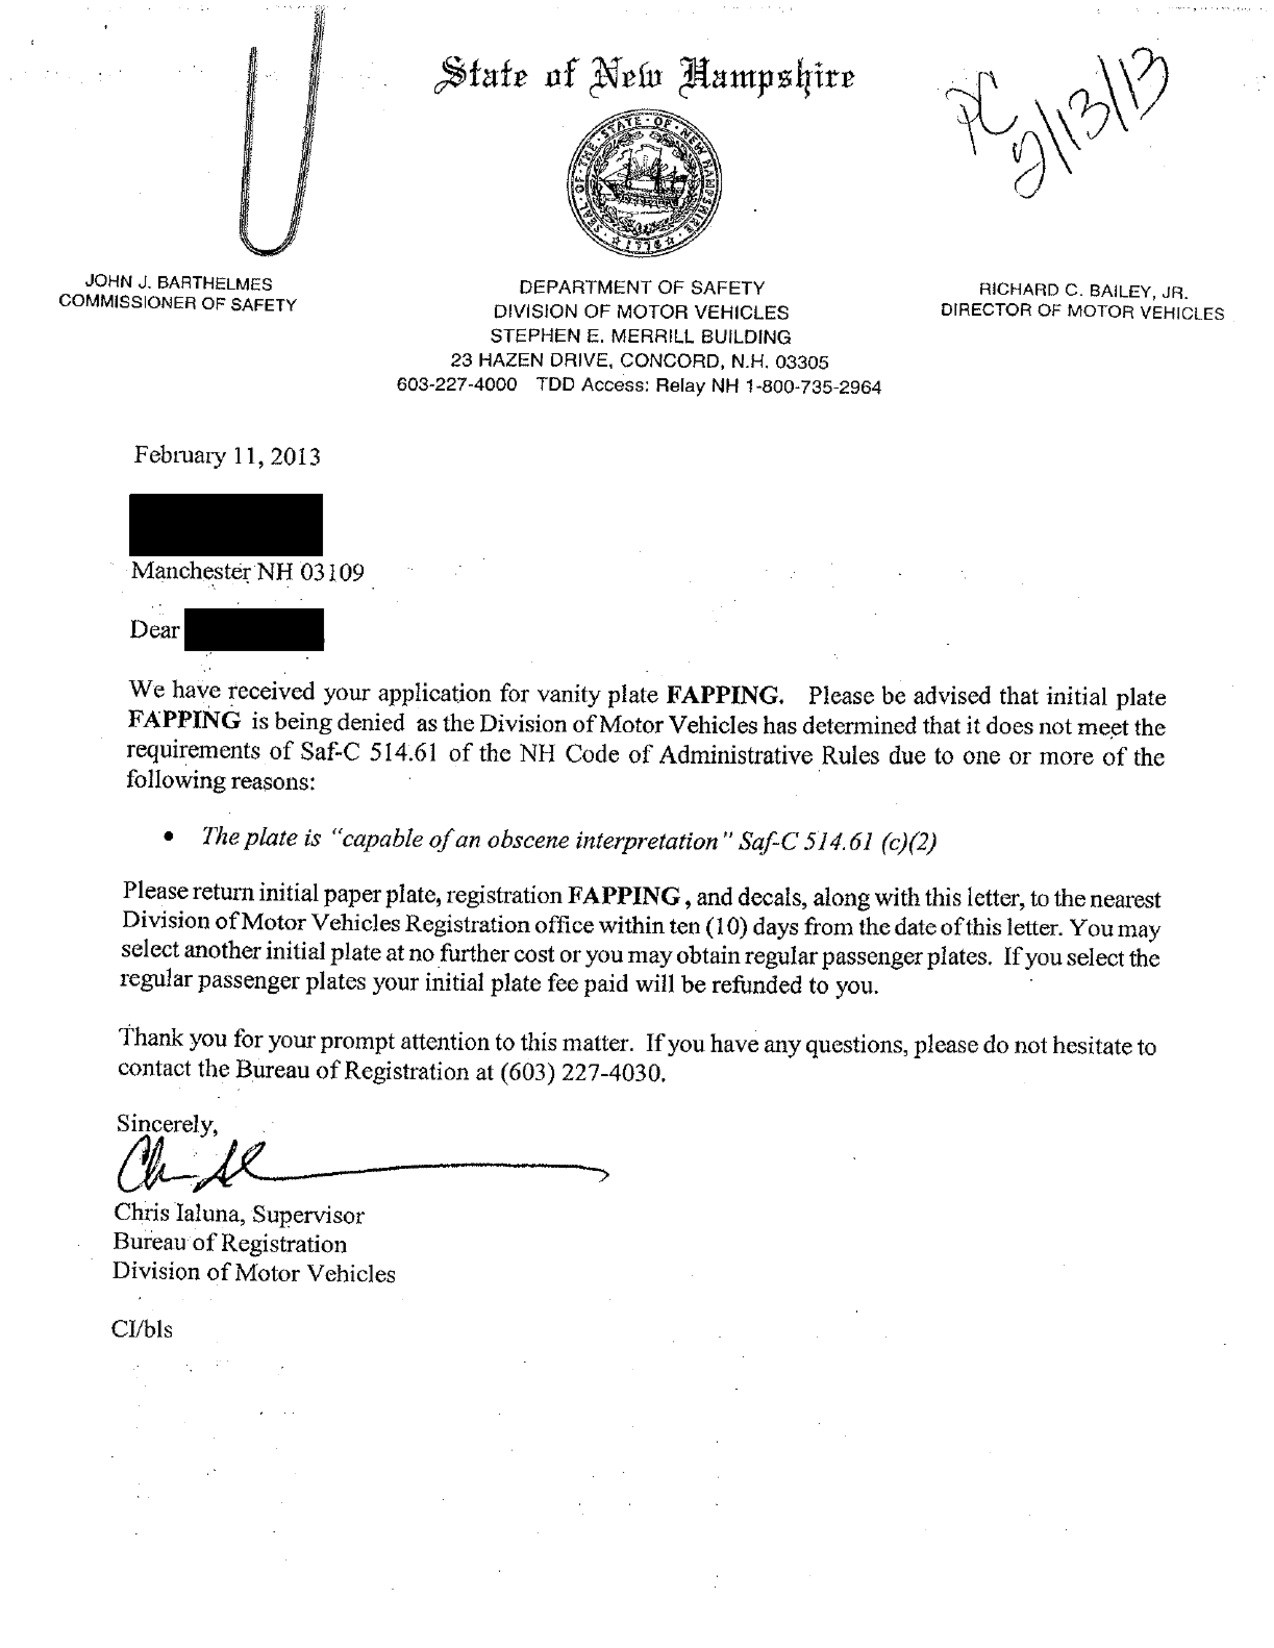 State of New Hampshire
PC
2/13/13
SEAL · OF · THE · STATE · OF · NEW HAMPSHIRE
1776
JOHN J. BARTHELMES
COMMISSIONER OF SAFETY
DEPARTMENT OF SAFETY
DIVISION OF MOTOR VEHICLES
STEPHEN E. MERRILL BUILDING
23 HAZEN DRIVE, CONCORD, N.H. 03305
603-227-4000 TDD Access: Relay NH 1-800-735-2964
RICHARD C. BAILEY, JR.
DIRECTOR OF MOTOR VEHICLES
February 11, 2013
Manchester NH 03109
Dear
We have received your application for vanity plate FAPPING. Please be advised that initial plate
FAPPING is being denied as the Division of Motor Vehicles has determined that it does not meet the
requirements of Saf-C 514.61 of the NH Code of Administrative Rules due to one or more of the
following reasons:
• The plate is "capable of an obscene interpretation" Saf-C 514.61 (c)(2)
Please return initial paper plate, registration FAPPING, and decals, along with this letter, to the nearest
Division of Motor Vehicles Registration office within ten (10) days from the date of this letter. You may
select another initial plate at no further cost or you may obtain regular passenger plates. If you select the
regular passenger plates your initial plate fee paid will be refunded to you.
Thank you for your prompt attention to this matter. If you have any questions, please do not hesitate to
contact the Bureau of Registration at (603) 227-4030.
Sincerely,
Chris Ialuna, Supervisor
Bureau of Registration
Division of Motor Vehicles
CI/bls